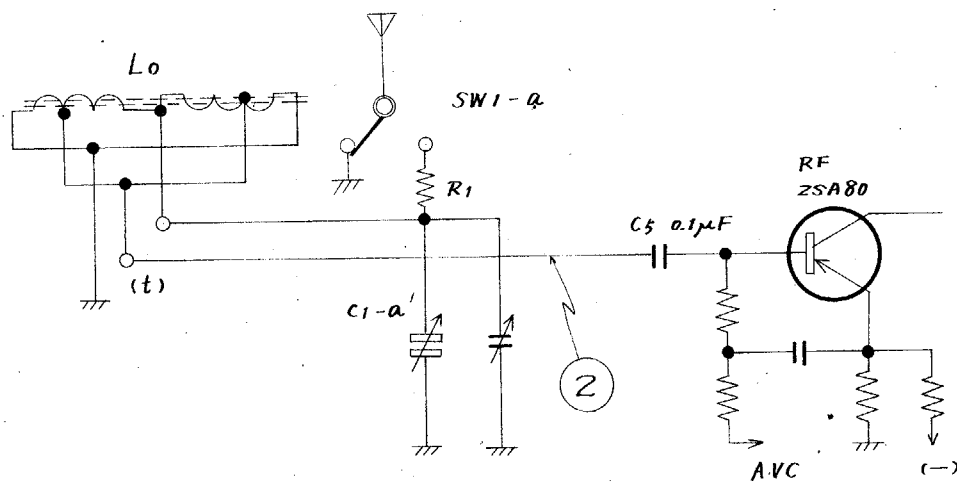 Lo
SW1-a
R1
RF
2SA80
C5 0.1μF
(t)
C1-a'
2
AVC
(-)